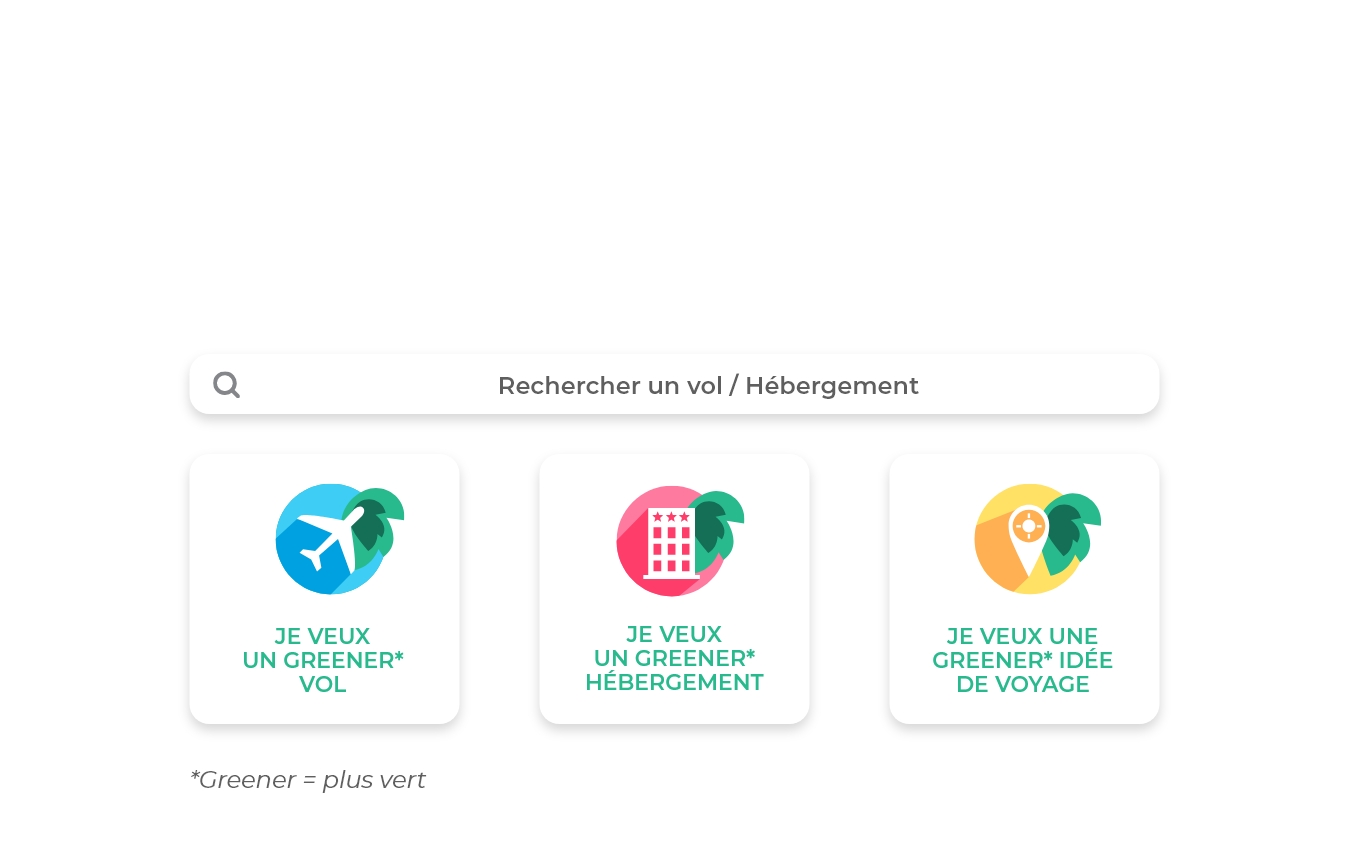 Rechercher un vol / Hébergement
JE VEUX
UN GREENER*
VOL
JE VEUX
UN GREENER*
HÉBERGEMENT
JE VEUX UNE
GREENER* IDÉE
DE VOYAGE
*Greener = plus vert